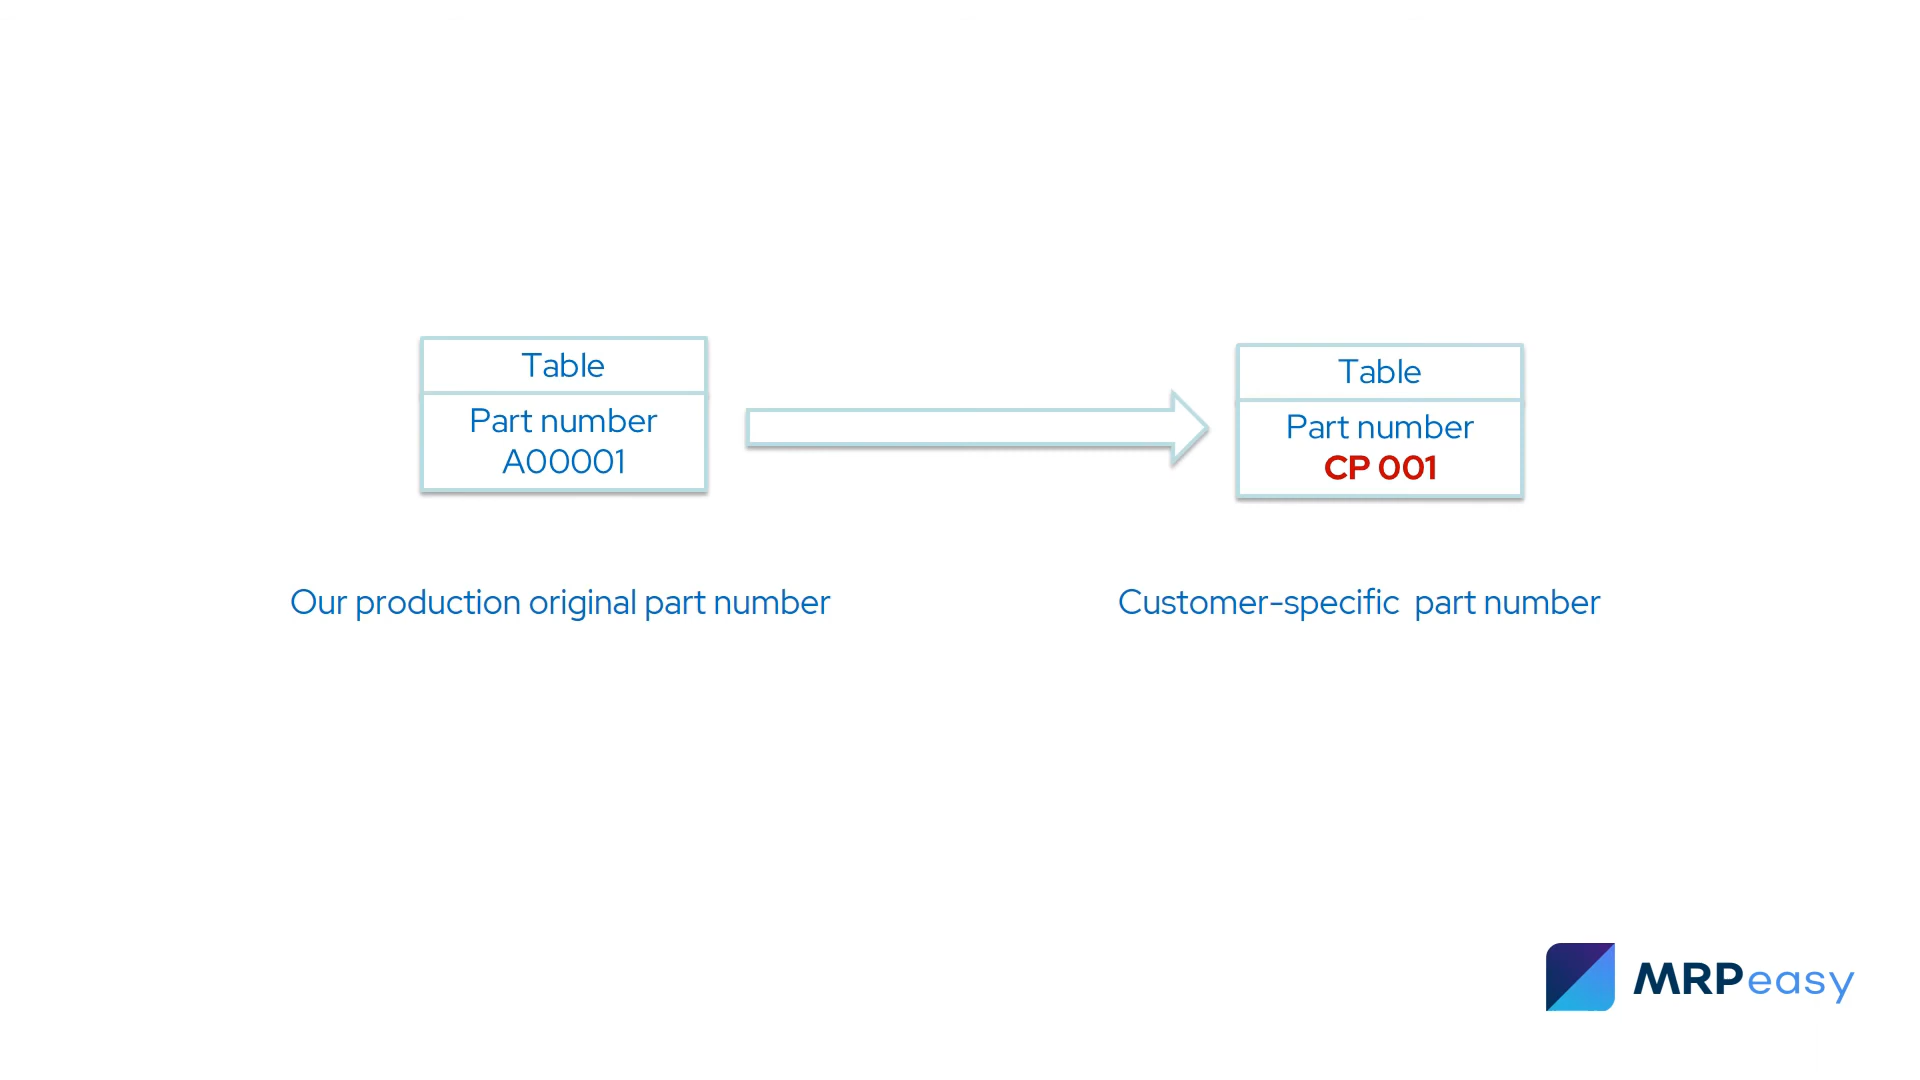 Table
Part number
A00001
Table
Part number
CP 001
Our production original part number
Customer-specific  part number
MRPeasy